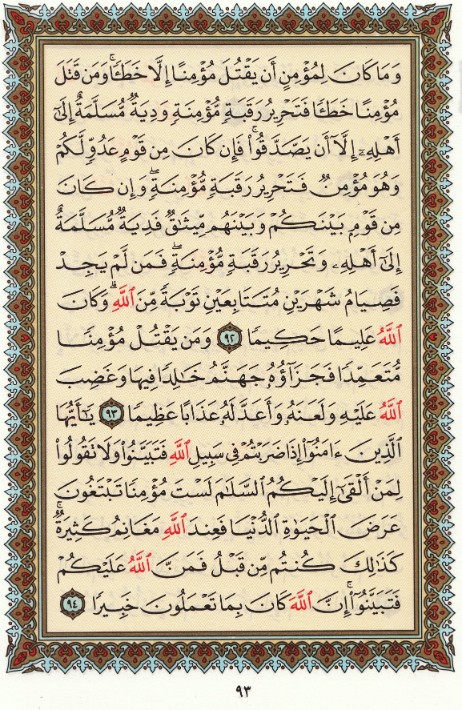 وَمَا كَانَ لِمُؤْمِنٍ أَن يَقْتُلَ مُؤْمِنًا إِلَّا خَطَـًٔا ۚ وَمَن قَتَلَ
مُؤْمِنًا خَطَـًٔا فَتَحْرِيرُ رَقَبَةٍ مُّؤْمِنَةٍ وَدِيَةٌ مُّسَلَّمَةٌ إِلَىٰٓ
أَهْلِهِۦٓ إِلَّآ أَن يَصَّدَّقُوا۟ ۚ فَإِن كَانَ مِن قَوْمٍ عَدُوٍّ لَّكُمْ
وَهُوَ مُؤْمِنٌ فَتَحْرِيرُ رَقَبَةٍ مُّؤْمِنَةٍ ۖ وَإِن كَانَ
مِن قَوْمٍۭ بَيْنَكُمْ وَبَيْنَهُم مِّيثَـٰقٌ فَدِيَةٌ مُّسَلَّمَةٌ
إِلَىٰٓ أَهْلِهِۦ وَتَحْرِيرُ رَقَبَةٍ مُّؤْمِنَةٍ ۖ فَمَن لَّمْ يَجِدْ
فَصِيَامُ شَهْرَيْنِ مُتَتَابِعَيْنِ تَوْبَةً مِّنَ ٱللَّهِ ۗ وَكَانَ
ٱللَّهُ عَلِيمًا حَكِيمًا ٩٢ وَمَن يَقْتُلْ مُؤْمِنًا
مُّتَعَمِّدًا فَجَزَآؤُهُۥ جَهَنَّمُ خَـٰلِدًا فِيهَا وَغَضِبَ
ٱللَّهُ عَلَيْهِ وَلَعَنَهُۥ وَأَعَدَّ لَهُۥ عَذَابًا عَظِيمًا ٩٣ يَـٰٓأَيُّهَا
ٱلَّذِينَ ءَامَنُوٓا۟ إِذَا ضَرَبْتُمْ فِى سَبِيلِ ٱللَّهِ فَتَبَيَّنُوا۟ وَلَا تَقُولُوا۟
لِمَنْ أَلْقَىٰٓ إِلَيْكُمُ ٱلسَّلَـٰمَ لَسْتَ مُؤْمِنًا تَبْتَغُونَ
عَرَضَ ٱلْحَيَوٰةِ ٱلدُّنْيَا فَعِندَ ٱللَّهِ مَغَانِمُ كَثِيرَةٌ ۚ
كَذَٰلِكَ كُنتُم مِّن قَبْلُ فَمَنَّ ٱللَّهُ عَلَيْكُمْ
فَتَبَيَّنُوٓا۟ ۚ إِنَّ ٱللَّهَ كَانَ بِمَا تَعْمَلُونَ خَبِيرًا ٩٤
٩٣